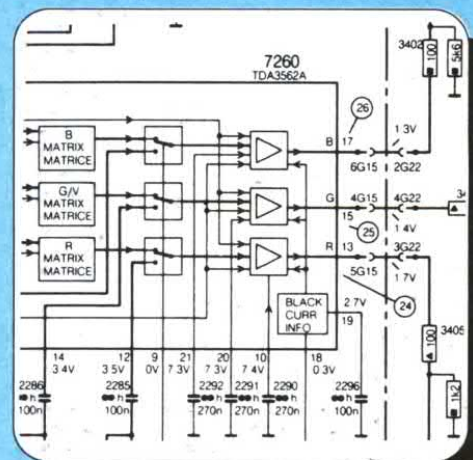 7260
TDA3562A
3402
100
5k6
26
B
MATRIX
MATRICE
B 17
1 3V
6G15
2G22
G/V
MATRIX
MATRICE
G
15
4G15
4G22
1 4V
25
R
MATRIX
MATRICE
R 13
3G22
5G15
1 7V
24
BLACK
CURR
INFO
2 7V
19
3405
100
1k2
14
3 4V
12
3 5V
9
0V
21
7 3V
20
7 3V
10
7 4V
18
0 3V
2286
h
100n
2285
h
100n
2292
h
270n
2291
h
270n
2290
h
270n
2296
h
100n